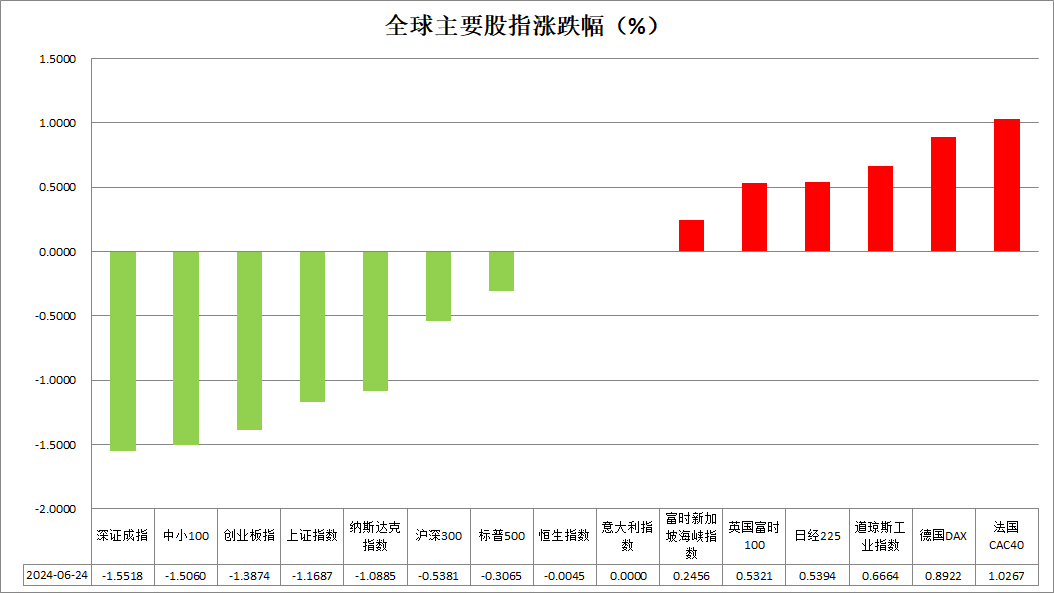 全球主要股指涨跌幅（%）
1.5000
1.0000
0.5000
0.0000
-0.5000
-1.0000
-1.5000
-2.0000
深证成指
中小100
创业板指
上证指数
纳斯达克
指数
沪深300
标普500
恒生指数
意大利指
数
富时新加
坡海峡指
数
英国富时
100
日经225
道琼斯工
业指数
德国DAX
法国
CAC40
2024-06-24 -1.5518 -1.5060 -1.3874 -1.1687 -1.0885 -0.5381 -0.3065 -0.0045 0.0000 0.2456 0.5321 0.5394 0.6664 0.8922 1.0267